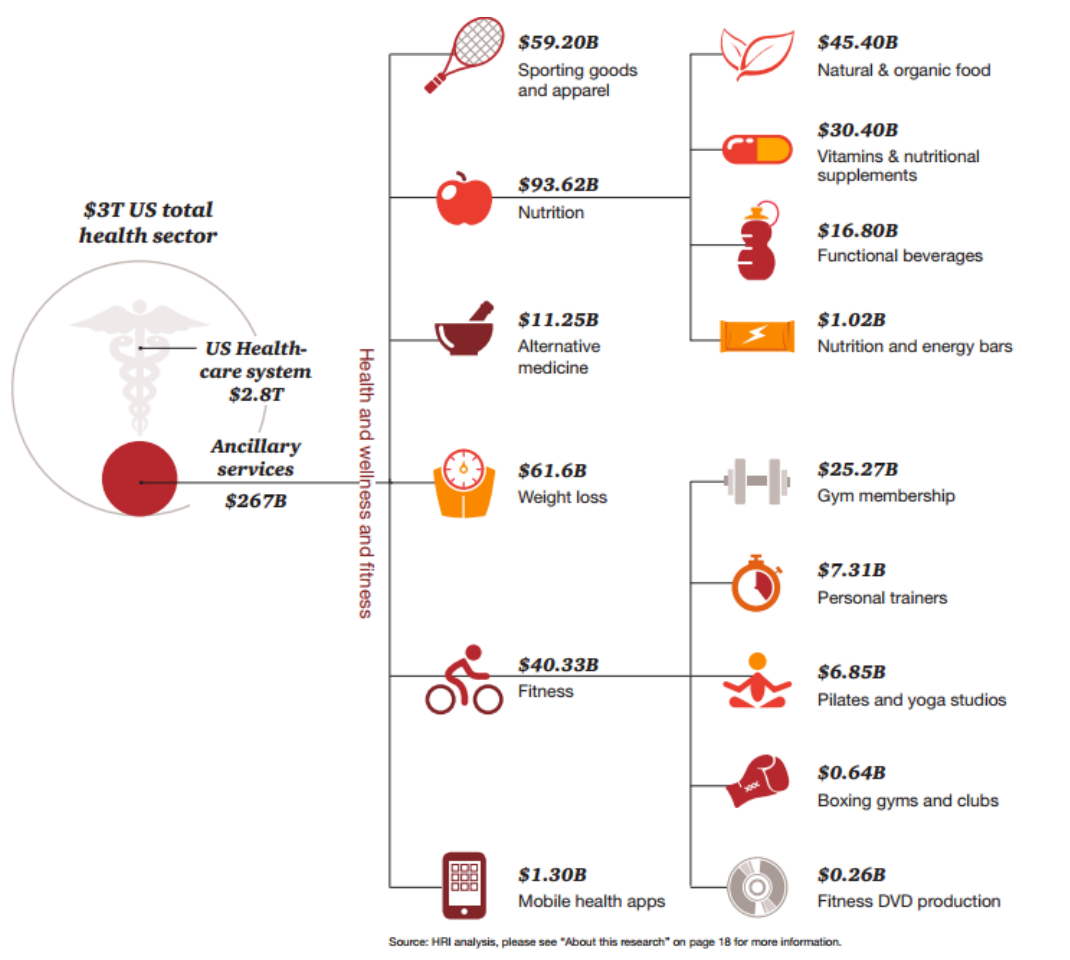 $3T US total
health sector
US Health-
care system
$2.8T
Ancillary
services
$267B
Health and wellness and fitness
$59.20B
Sporting goods
and apparel
$93.62B
Nutrition
$11.25B
Alternative
medicine
$61.6B
Weight loss
$40.33B
Fitness
$1.30B
Mobile health apps
$45.40B
Natural & organic food
$30.40B
Vitamins & nutritional
supplements
$16.80B
Functional beverages
$1.02B
Nutrition and energy bars
$25.27B
Gym membership
$7.31B
Personal trainers
$6.85B
Pilates and yoga studios
xxx
$0.64B
Boxing gyms and clubs
$0.26B
Fitness DVD production
Source: HRI analysis, please see "About this research" on page 18 for more information.